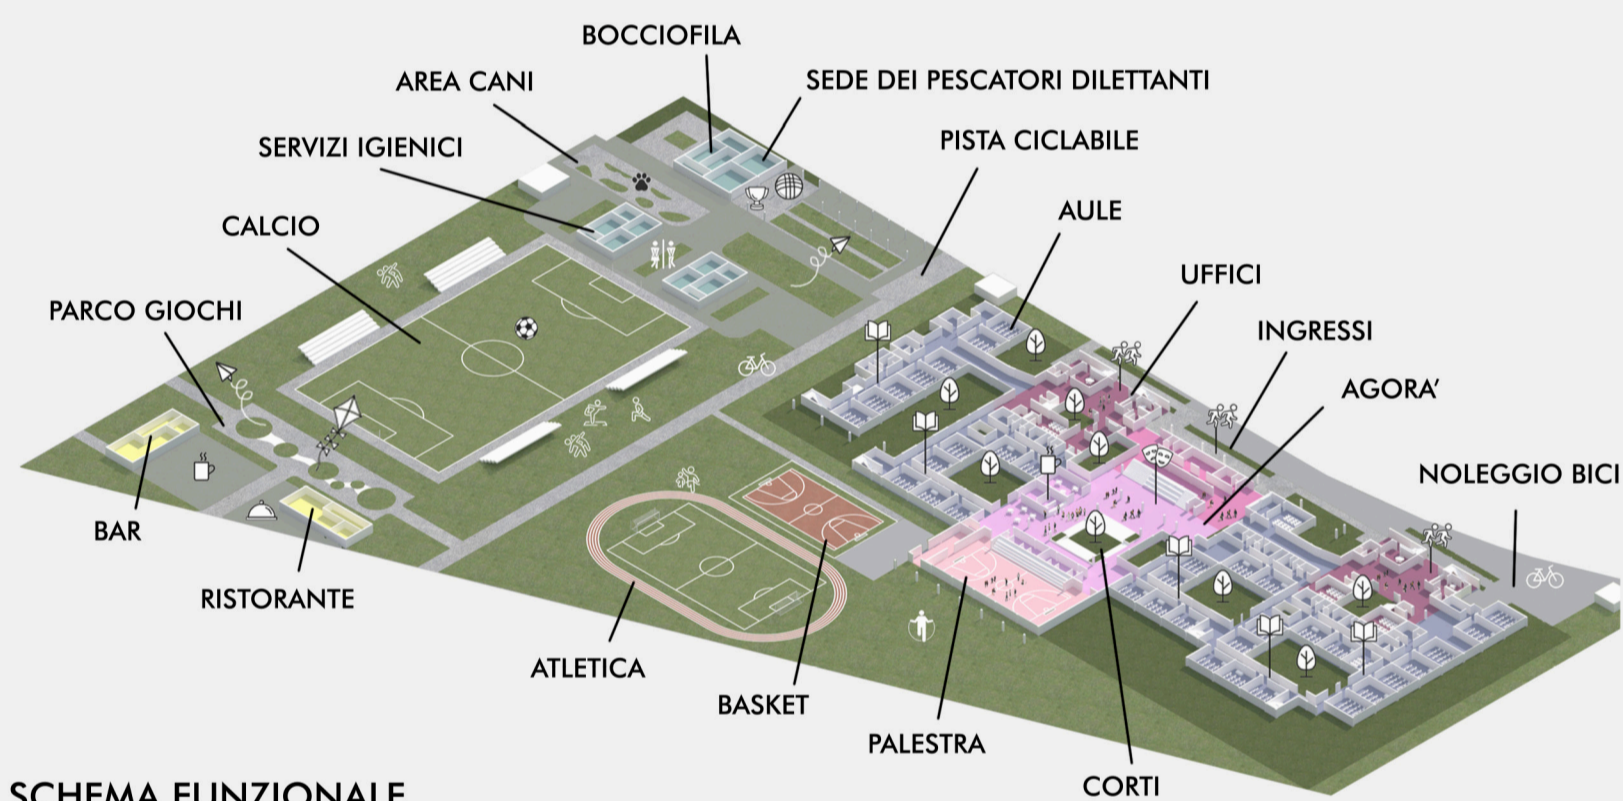 BOCCIOFILA
AREA CANI
SEDE DEI PESCATORI DILETTANTI
SERVIZI IGIENICI
PISTA CICLABILE
CALCIO
AULE
UFFICI
PARCO GIOCHI
INGRESSI
AGORA’
NOLEGGIO BICI
BAR
RISTORANTE
ATLETICA
BASKET
PALESTRA
CORTI
SCHEMA FUNZIONALE